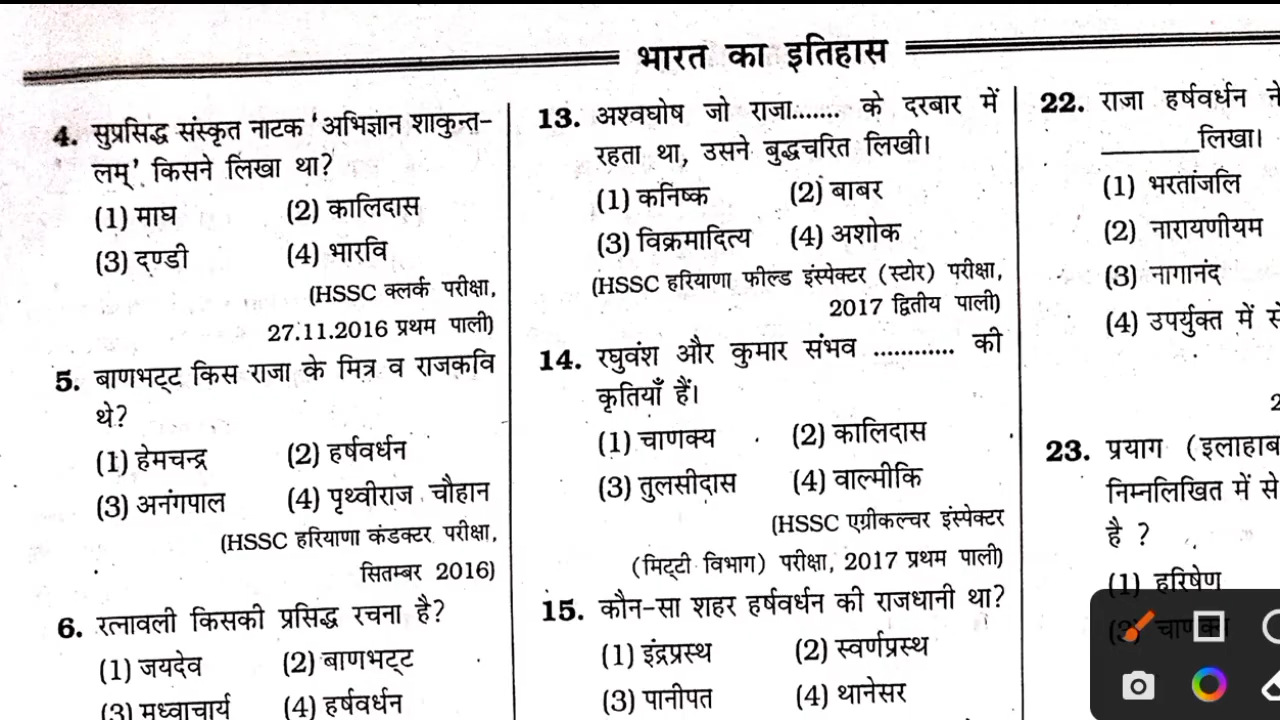 भारत का इतिहास
4. सुप्रसिद्ध संस्कृत नाटक 'अभिज्ञान शाकुन्त-
लम्' किसने लिखा था?
(1) माघ (2) कालिदास
(3) दण्डी (4) भारवि
(HSSC क्लर्क परीक्षा,
27.11.2016 प्रथम पाली)
5. बाणभट्ट किस राजा के मित्र व राजकवि
थे?
(1) हेमचन्द्र (2) हर्षवर्धन
(3) अनंगपाल (4) पृथ्वीराज चौहान
(HSSC हरियाणा कंडक्टर परीक्षा,
सितम्बर 2016)
6. रत्नावली किसकी प्रसिद्ध रचना है?
(1) जयदेव (2) बाणभट्ट
(3) मध्वाचार्य (4) हर्षवर्धन
13. अश्वघोष जो राजा....... के दरबार में
रहता था, उसने बुद्धचरित लिखी।
(1) कनिष्क (2) बाबर
(3) विक्रमादित्य (4) अशोक
(HSSC हरियाणा फील्ड इंस्पेक्टर (स्टोर) परीक्षा,
2017 द्वितीय पाली)
14. रघुवंश और कुमार संभव ............ की
कृतियाँ हैं।
(1) चाणक्य (2) कालिदास
(3) तुलसीदास (4) वाल्मीकि
(HSSC एग्रीकल्चर इंस्पेक्टर
(मिट्टी विभाग) परीक्षा, 2017 प्रथम पाली)
15. कौन-सा शहर हर्षवर्धन की राजधानी था?
(1) इंद्रप्रस्थ (2) स्वर्णप्रस्थ
(3) पानीपत (4) थानेसर
22. राजा हर्षवर्धन ने
_______लिखा।
(1) भरतांजलि
(2) नारायणीयम
(3) नागानंद
(4) उपर्युक्त में से
2
23. प्रयाग (इलाहाब
निम्नलिखित में से
है ?
(1) हरिषेण
(3) चाणक्य